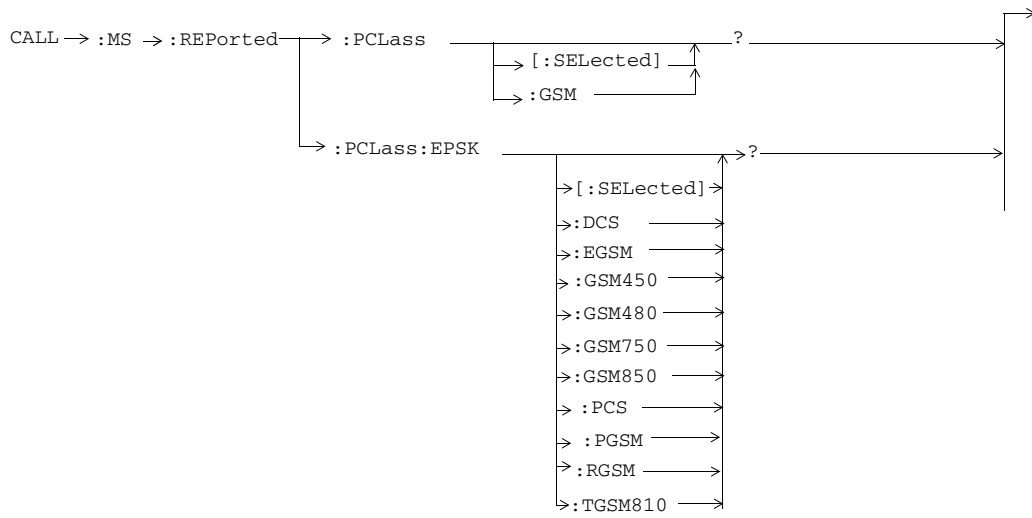 CALL :MS :REPorted :PCLass ?
[:SELected]
:GSM
:PCLass:EPSK ?
[:SELected]
:DCS
:EGSM
:GSM450
:GSM480
:GSM750
:GSM850
:PCS
:PGSM
:RGSM
:TGSM810